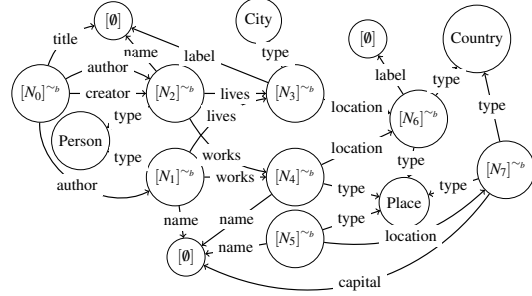 [∅]
City
title
name
label
type
[∅]
Country
author
type
label
[N₀]^∼b
creator
[N₂]^∼b
lives
[N₃]^∼b
location
type
type
lives
[N₆]^∼b
Person
type
type
works
location
type
author
[N₁]^∼b
works
[N₄]^∼b
type
type
[N₇]^∼b
Place
name
name
type
[∅]
name
[N₅]^∼b
location
capital